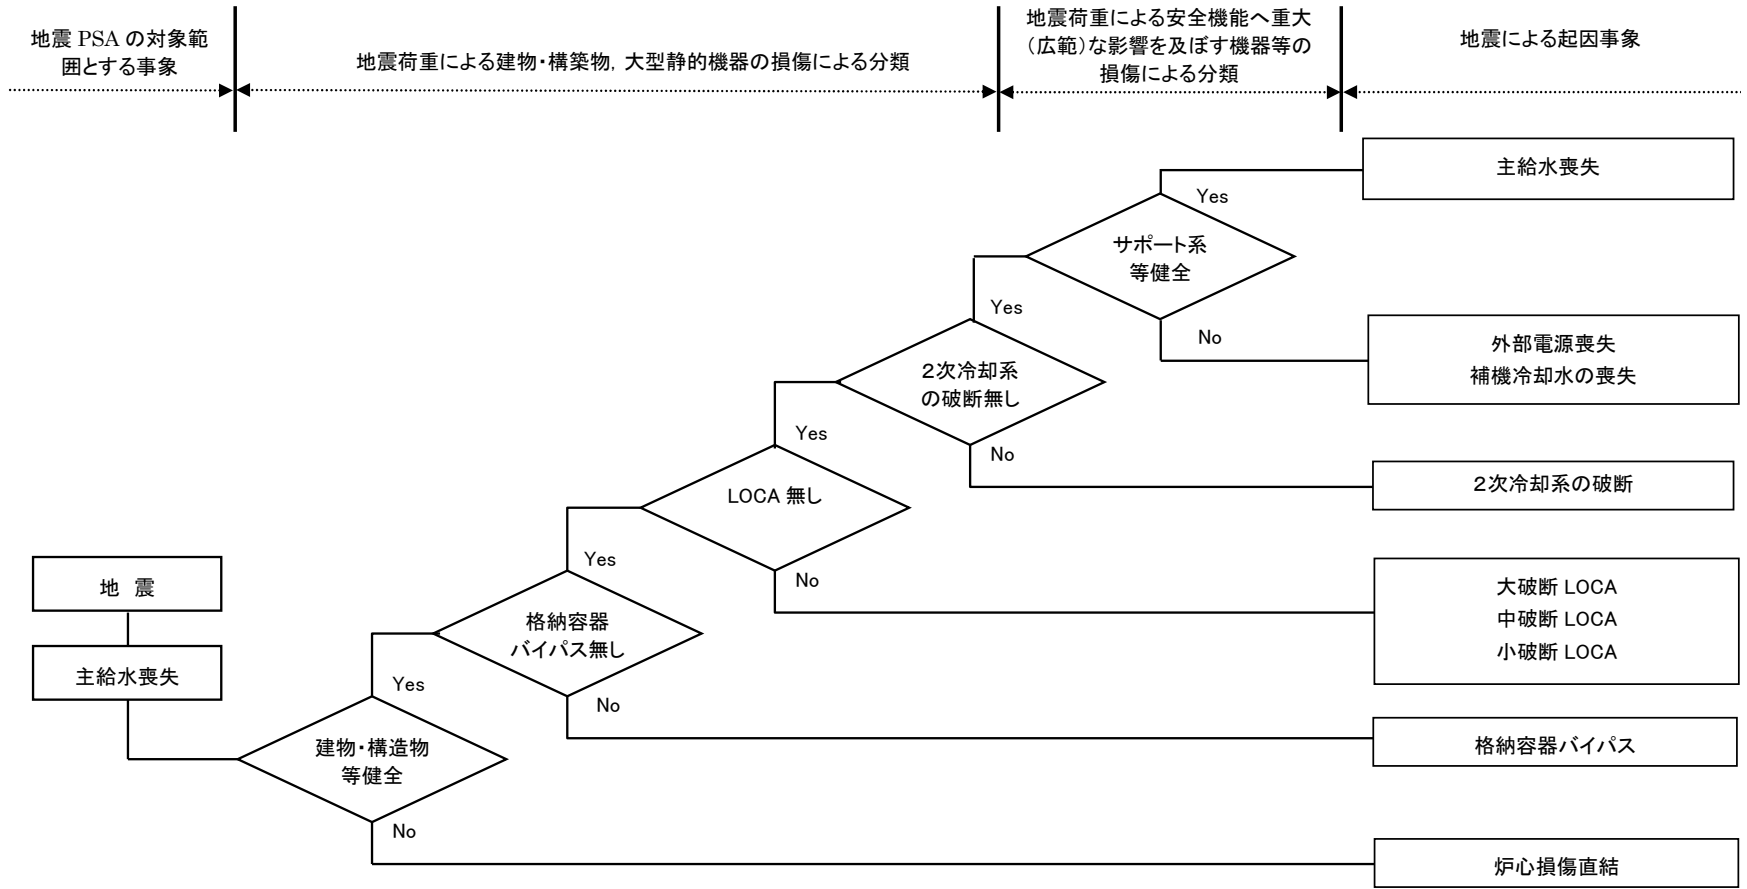 地震 PSA の対象範
囲とする事象
地震荷重による建物・構築物，大型静的機器の損傷による分類
地震荷重による安全機能へ重大
（広範）な影響を及ぼす機器等の
損傷による分類
地震による起因事象
主給水喪失
Yes
サポート系
等健全
No
外部電源喪失
補機冷却水の喪失
Yes
２次冷却系
の破断無し
No
２次冷却系の破断
Yes
LOCA 無し
No
大破断 LOCA
中破断 LOCA
小破断 LOCA
Yes
格納容器
バイパス無し
No
格納容器バイパス
地 震
主給水喪失
Yes
建物・構造物
等健全
No
炉心損傷直結